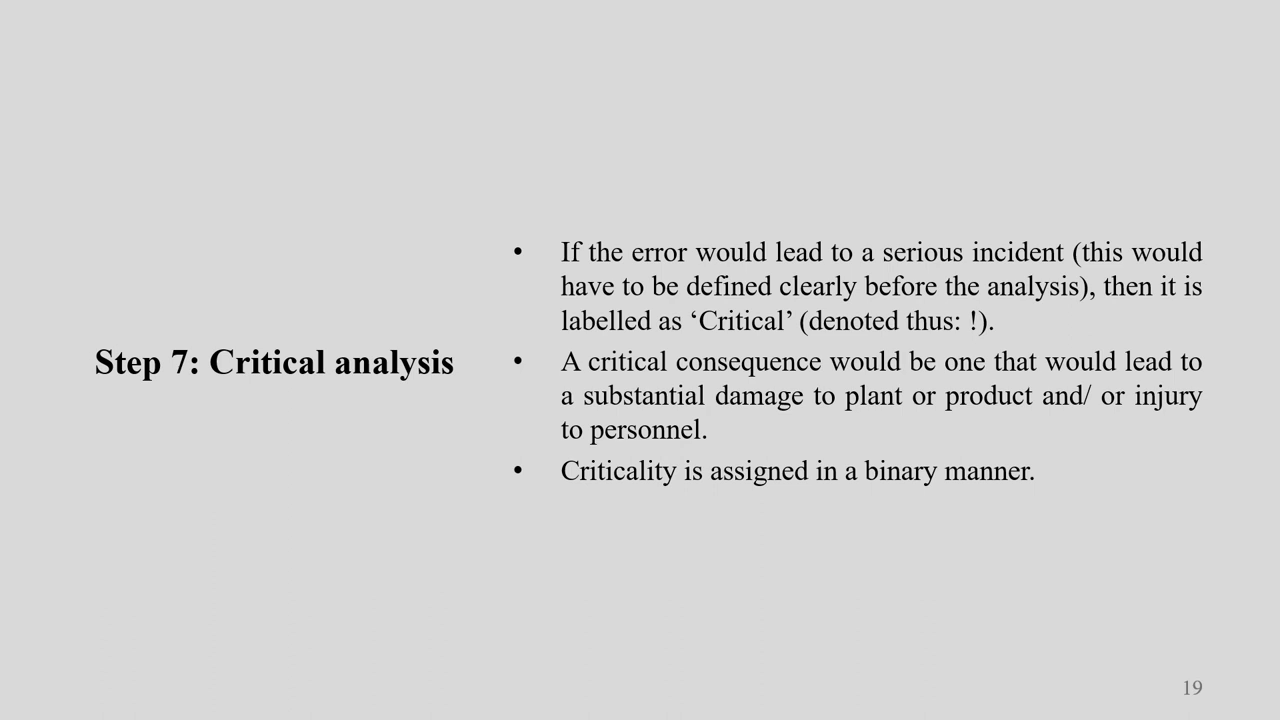 Step 7: Critical analysis
• If the error would lead to a serious incident (this would
have to be defined clearly before the analysis), then it is
labelled as ‘Critical’ (denoted thus: !).
• A critical consequence would be one that would lead to
a substantial damage to plant or product and/ or injury
to personnel.
• Criticality is assigned in a binary manner.
19